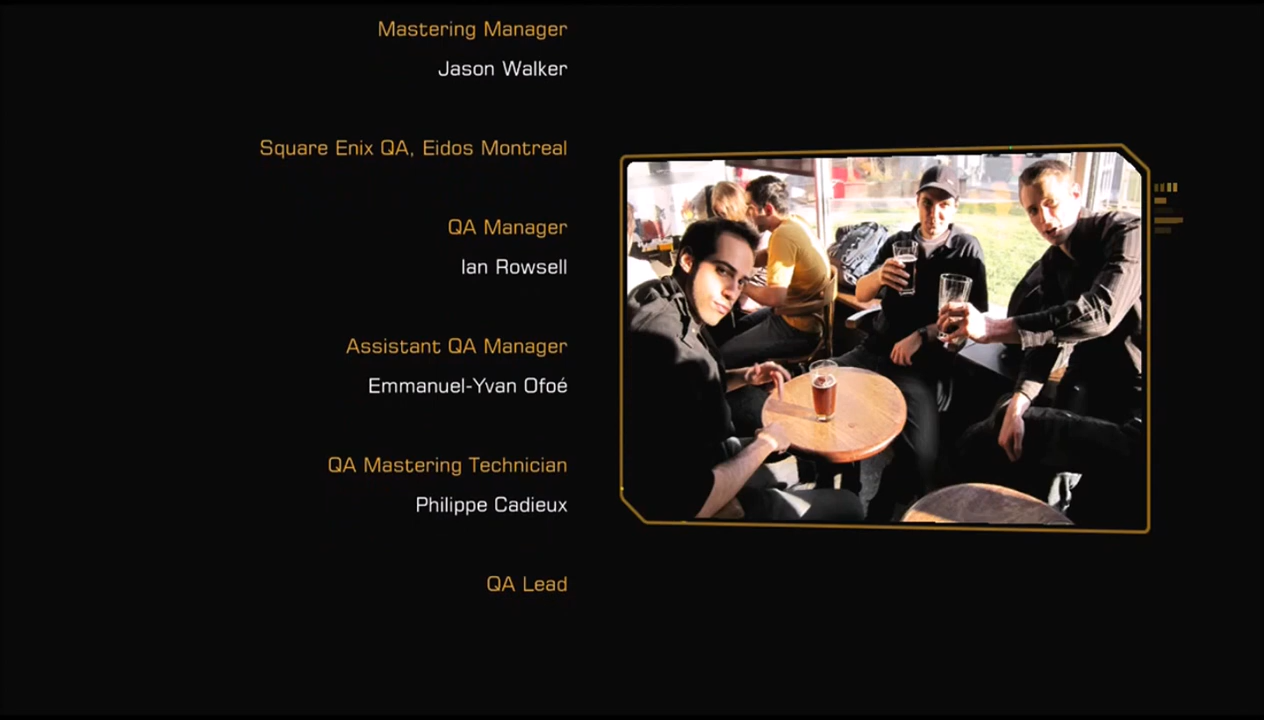 Mastering Manager
Jason Walker
Square Enix QA, Eidos Montreal
QA Manager
Ian Rowsell
Assistant QA Manager
Emmanuel-Yvan Ofoé
QA Mastering Technician
Philippe Cadieux
QA Lead